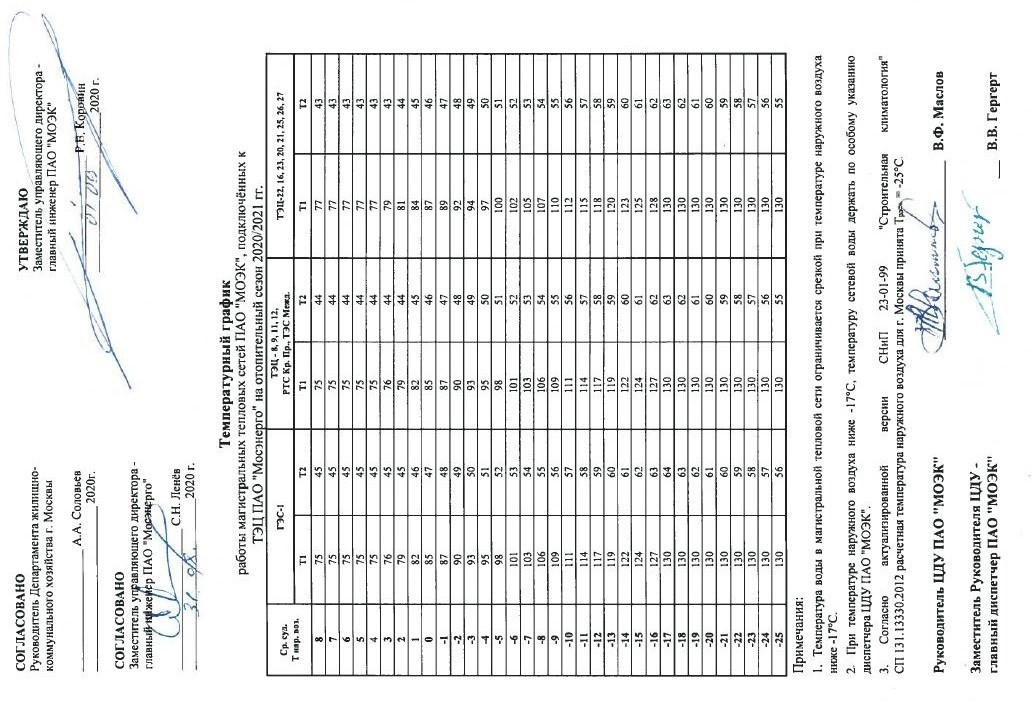 СОГЛАСОВАНО
Руководитель Департамента жилищно-
коммунального хозяйства г. Москвы
А.А. Соловьев
2020г.
СОГЛАСОВАНО
Заместитель управляющего директора -
главный инженер ПАО "Мосэнерго"
С.Н. Ленёв
31.08. 2020 г.
УТВЕРЖДАЮ
Заместитель управляющего директора -
главный инженер ПАО "МОЭК"
Р.В. Коровин
2020 г.
Температурный график
работы магистральных тепловых сетей ПАО "МОЭК", подключённых к
ТЭЦ ПАО "Мосэнерго" на отопительный сезон 2020/2021 гг.
Ср. сут. Т нар. воз. ГЭС-1 ТЭЦ - 8, 9, 11, 12, РТС Кр. Пр., ТЭС Межд. ТЭЦ-22, 16, 23, 20, 21, 25, 26, 27
Т1 Т2 Т1 Т2 Т1 Т2
8 75 45 75 44 77 43
7 75 45 75 44 77 43
6 75 45 75 44 77 43
5 75 45 75 44 77 43
4 75 45 75 44 77 43
3 76 45 76 44 79 43
2 79 45 79 44 81 44
1 82 46 82 45 84 45
0 85 47 85 46 87 46
-1 87 48 87 47 89 47
-2 90 49 90 48 92 48
-3 93 50 93 49 94 49
-4 95 51 95 50 97 50
-5 98 52 98 51 100 51
-6 101 53 101 52 102 52
-7 103 54 103 53 105 53
-8 106 55 106 54 107 54
-9 109 56 109 55 110 55
-10 111 57 111 56 112 56
-11 114 58 114 57 115 57
-12 117 59 117 58 118 58
-13 119 60 119 59 120 59
-14 122 61 122 60 123 60
-15 124 62 124 61 125 61
-16 127 63 127 62 128 62
-17 130 64 130 63 130 63
-18 130 63 130 62 130 62
-19 130 62 130 61 130 61
-20 130 61 130 60 130 60
-21 130 60 130 59 130 59
-22 130 59 130 58 130 58
-23 130 58 130 57 130 57
-24 130 57 130 56 130 56
-25 130 56 130 55 130 55
Примечания:
1. Температура воды в магистральной тепловой сети ограничивается срезкой при температуре наружного воздуха
ниже -17°С.
2. При температуре наружного воздуха ниже -17°С, температуру сетевой воды держать по особому указанию
диспетчера ЦДУ ПАО "МОЭК".
3. Согласно актуализированной версии СНиП 23-01-99 "Строительная климатология"
СП 131.13330.2012 расчетная температура наружного воздуха для г. Москвы принята Трасч = -25°С.
Руководитель ЦДУ ПАО "МОЭК" В.Ф. Маслов
Заместитель Руководителя ЦДУ -
главный диспетчер ПАО "МОЭК" В.В. Гергерт